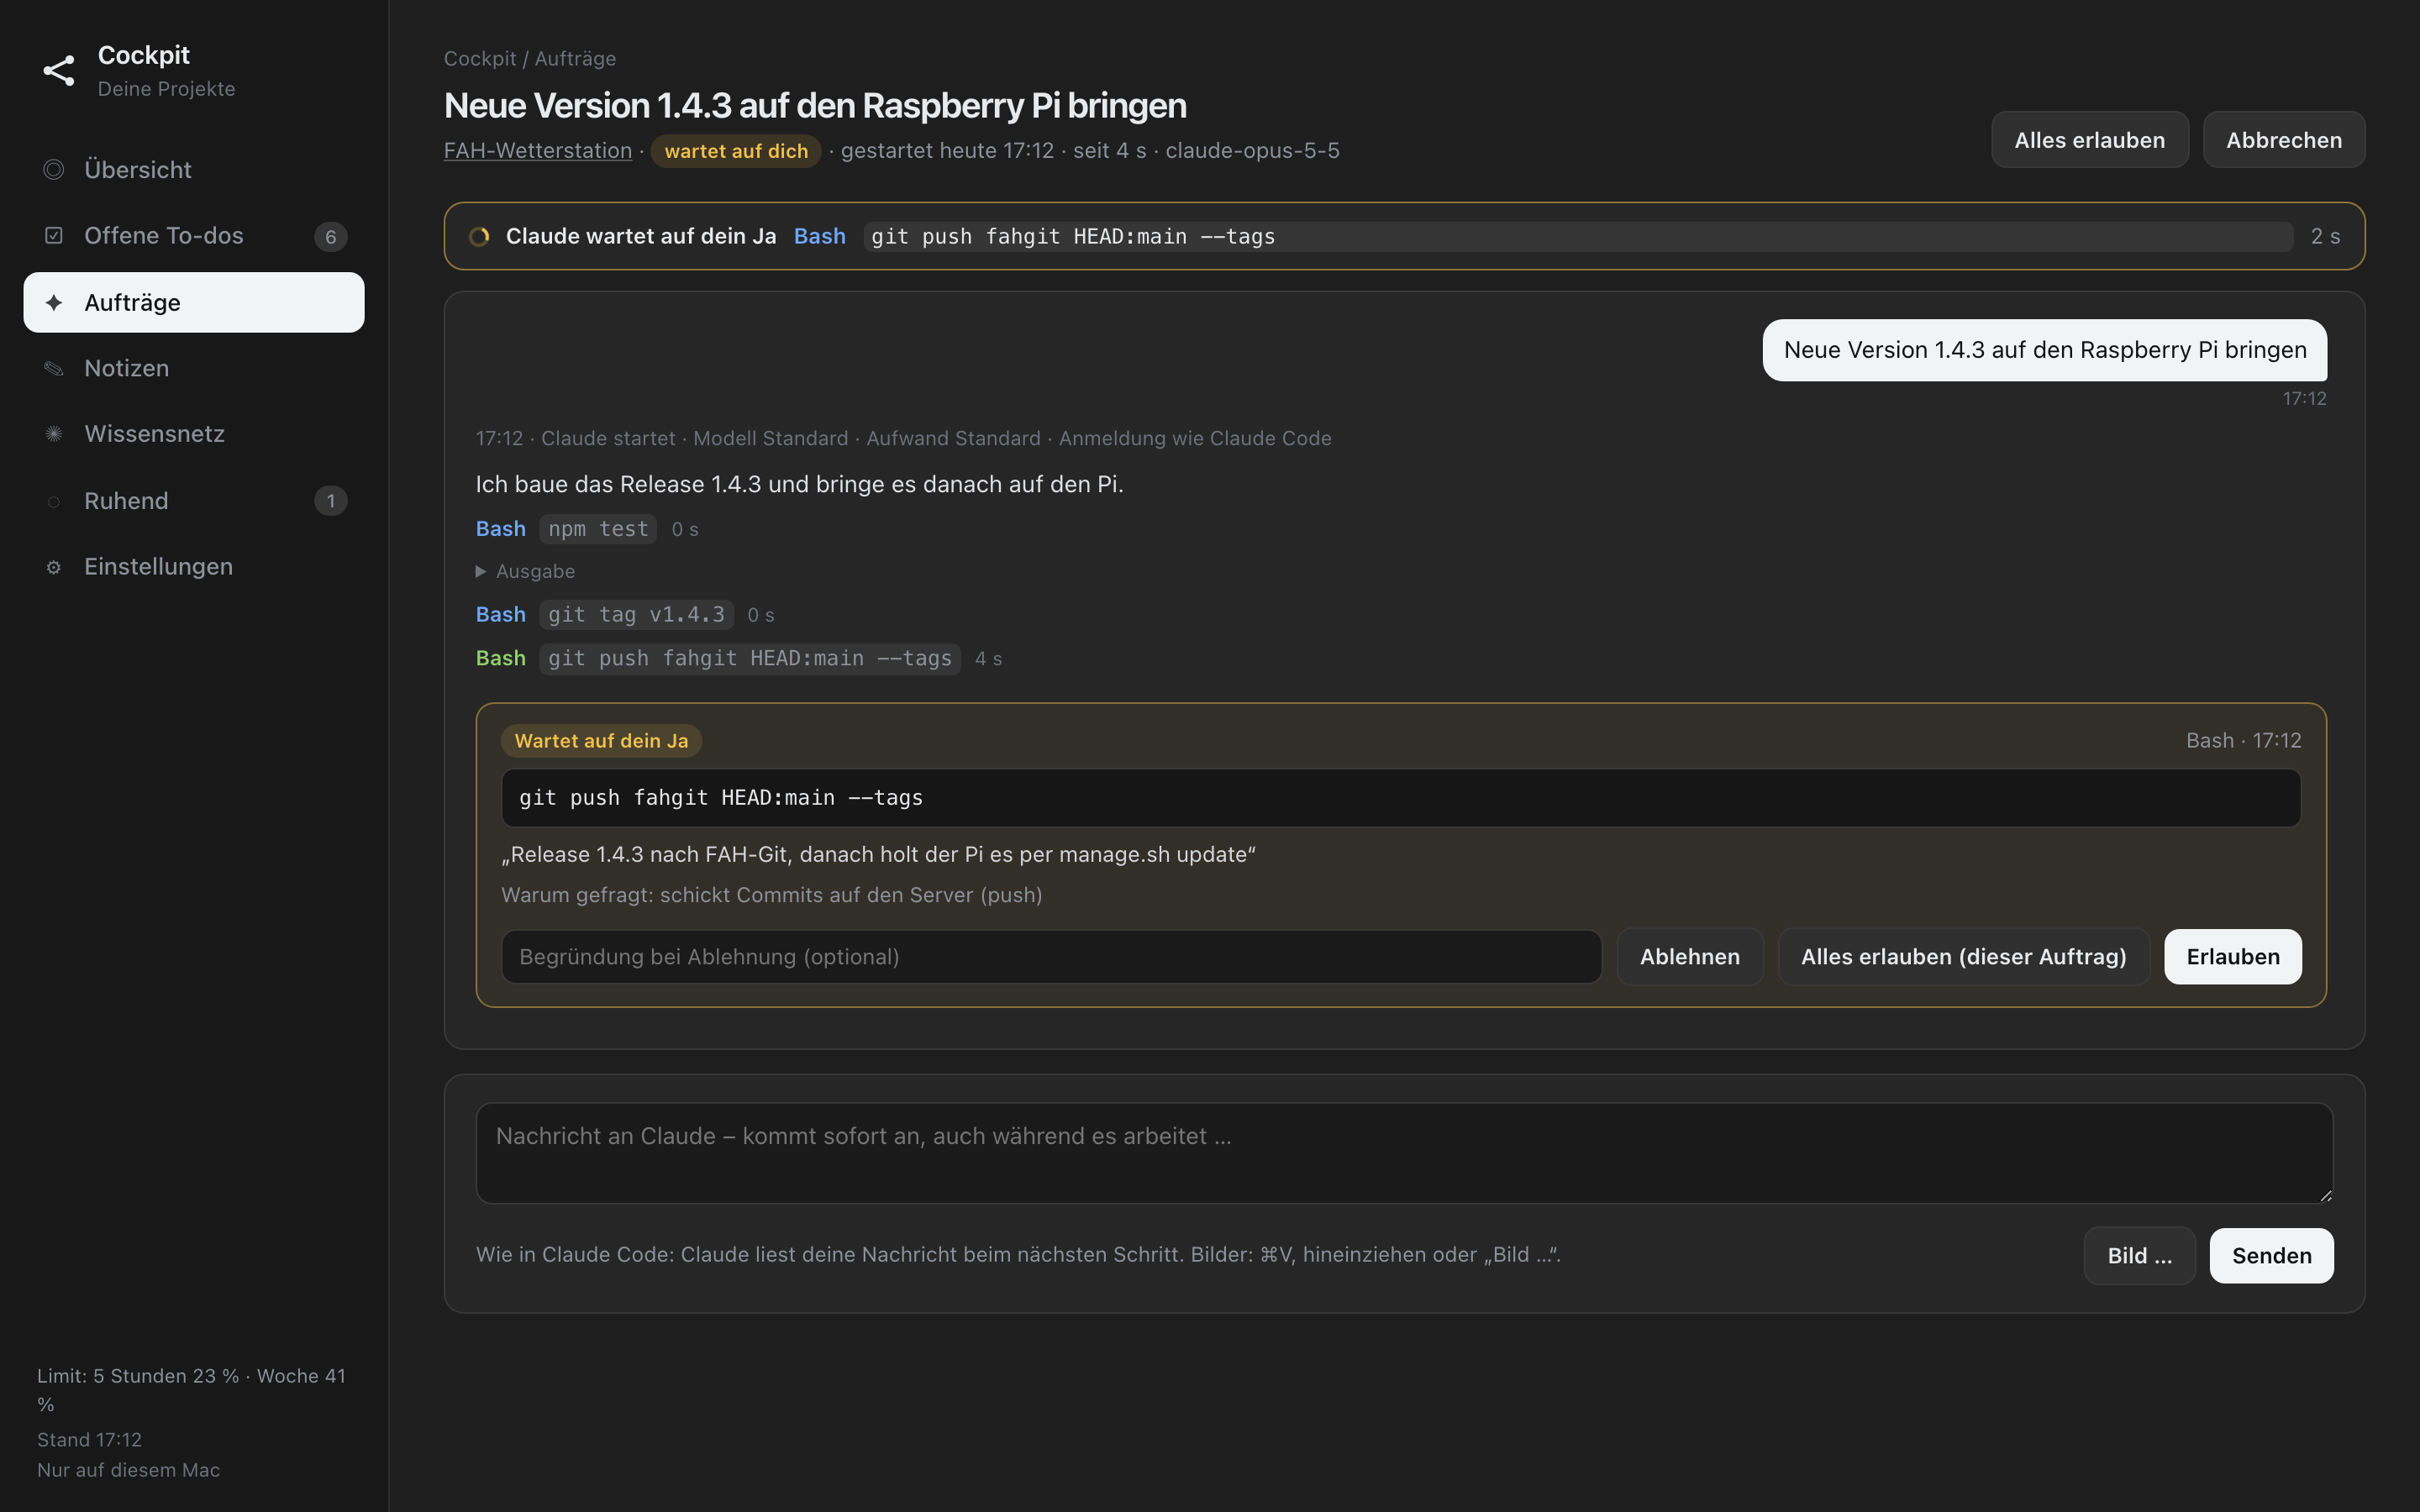 Cockpit
Deine Projekte
Übersicht
Offene To-dos 6
Aufträge
Notizen
Wissensnetz
Ruhend 1
Einstellungen
Limit: 5 Stunden 23 % · Woche 41
%
Stand 17:12
Nur auf diesem Mac
Cockpit / Aufträge
Neue Version 1.4.3 auf den Raspberry Pi bringen
FAH-Wetterstation · wartet auf dich · gestartet heute 17:12 · seit 4 s · claude-opus-5-5
Alles erlauben Abbrechen
Claude wartet auf dein Ja Bash git push fahgit HEAD:main --tags 2 s
Neue Version 1.4.3 auf den Raspberry Pi bringen
17:12
17:12 · Claude startet · Modell Standard · Aufwand Standard · Anmeldung wie Claude Code
Ich baue das Release 1.4.3 und bringe es danach auf den Pi.
Bash npm test 0 s
▶ Ausgabe
Bash git tag v1.4.3 0 s
Bash git push fahgit HEAD:main --tags 4 s
Wartet auf dein Ja Bash · 17:12
git push fahgit HEAD:main --tags
„Release 1.4.3 nach FAH-Git, danach holt der Pi es per manage.sh update“
Warum gefragt: schickt Commits auf den Server (push)
Begründung bei Ablehnung (optional) Ablehnen Alles erlauben (dieser Auftrag) Erlauben
Nachricht an Claude – kommt sofort an, auch während es arbeitet …
Wie in Claude Code: Claude liest deine Nachricht beim nächsten Schritt. Bilder: ⌘V, hineinziehen oder „Bild …“.
Bild … Senden